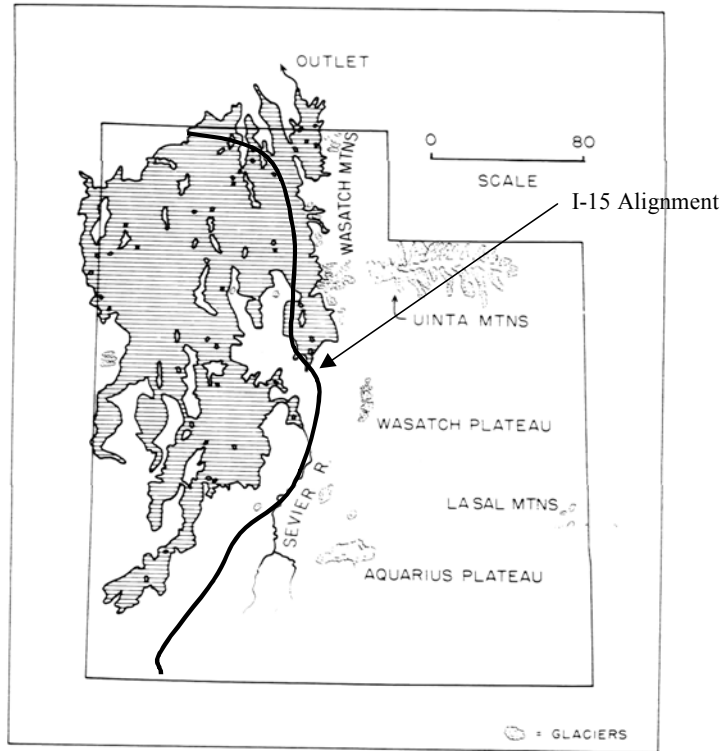 OUTLET
0 80
SCALE
WASATCH MTNS
I-15 Alignment
UINTA MTNS
WASATCH PLATEAU
SEVIER R.
LASAL MTNS
AQUARIUS PLATEAU
= GLACIERS